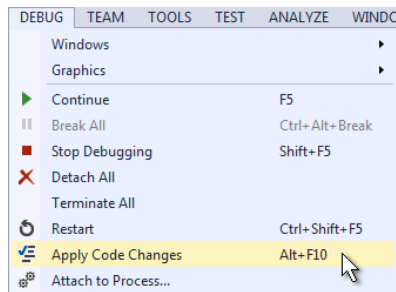 DEBUG TEAM TOOLS TEST ANALYZE
Windows
Graphics
Continue F5
Break All Ctrl+Alt+Break
Stop Debugging Shift+F5
Detach All
Terminate All
Restart Ctrl+Shift+F5
Apply Code Changes Alt+F10
Attach to Process...